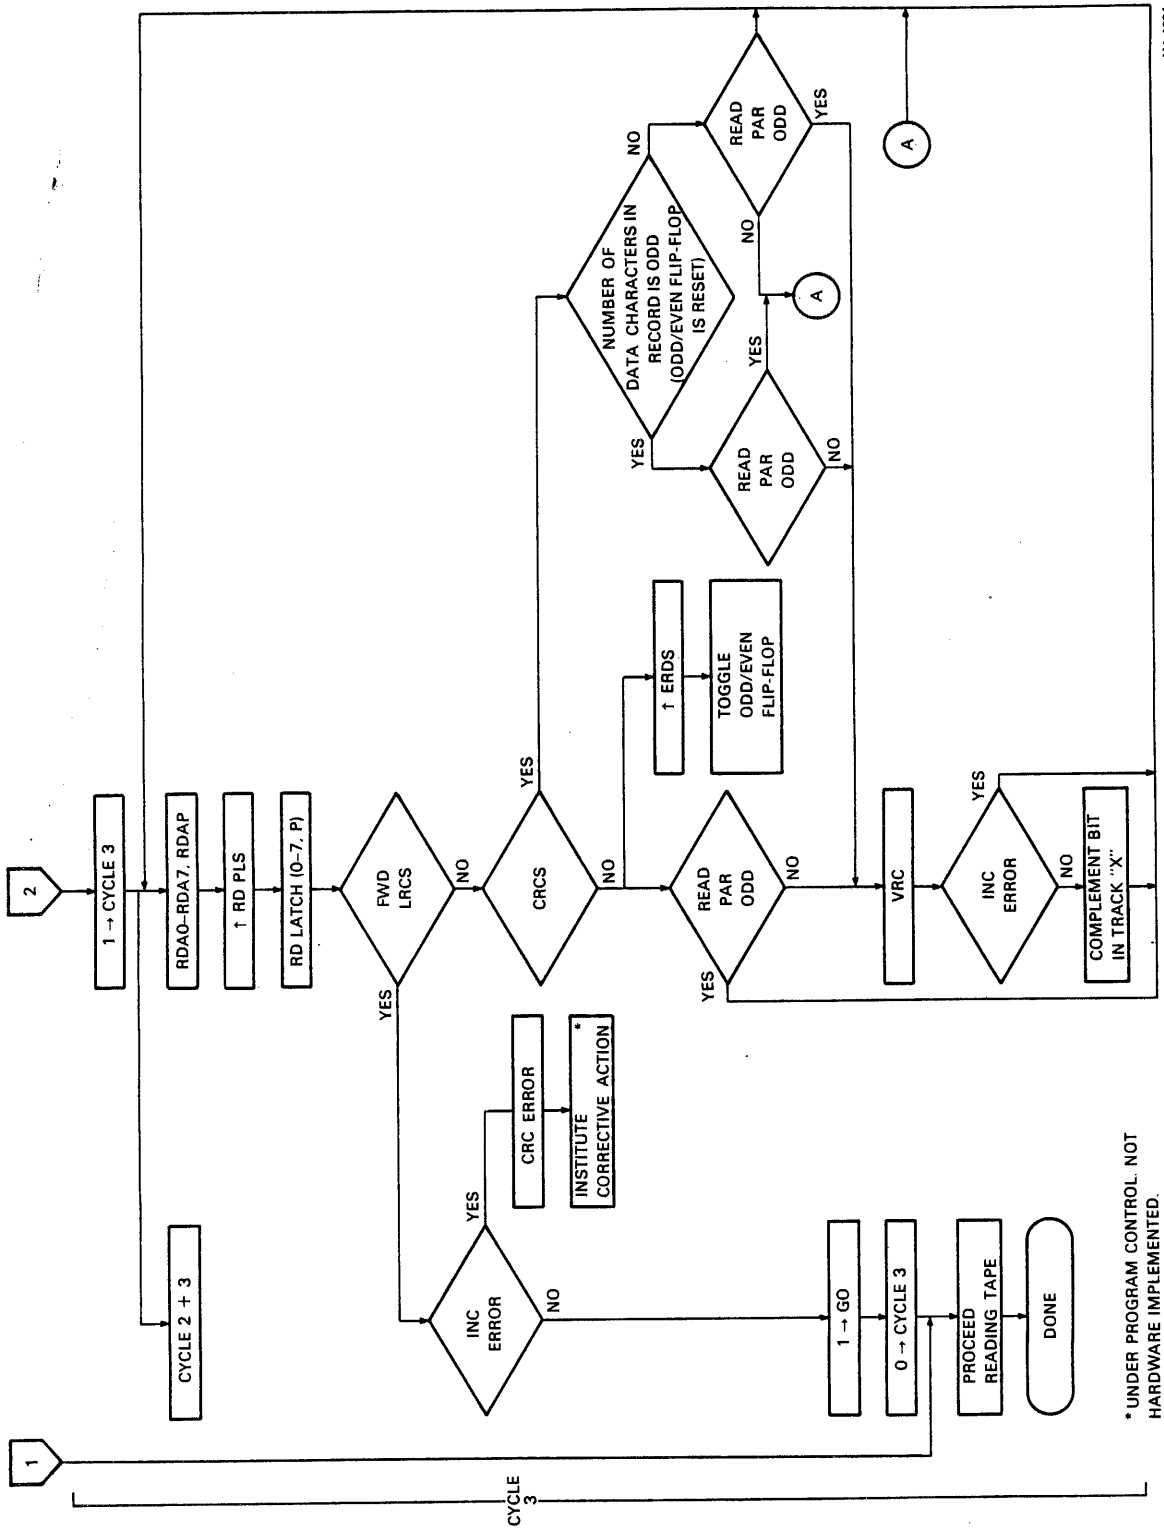 1
2
CYCLE
3
1 → CYCLE 3
CYCLE 2 + 3
RDA0–RDA7, RDAP
↑ RD PLS
RD LATCH (0–7, P)
FWD
LRCS
YES
NO
INC
ERROR
YES
NO
CRC ERROR
INSTITUTE *
CORRECTIVE ACTION
CRCS
YES
NO
NUMBER OF
DATA CHARACTERS IN
RECORD IS ODD
(ODD/EVEN FLIP-FLOP
IS RESET)
YES
NO
↑ ERDS
TOGGLE
ODD/EVEN
FLIP-FLOP
READ
PAR
ODD
YES
NO
READ
PAR
ODD
YES
NO
READ
PAR
ODD
NO
YES
A
A
1 → GO
0 → CYCLE 3
PROCEED
READING TAPE
DONE
VRC
INC
ERROR
YES
NO
COMPLEMENT BIT
IN TRACK "X"
* UNDER PROGRAM CONTROL. NOT
HARDWARE IMPLEMENTED.